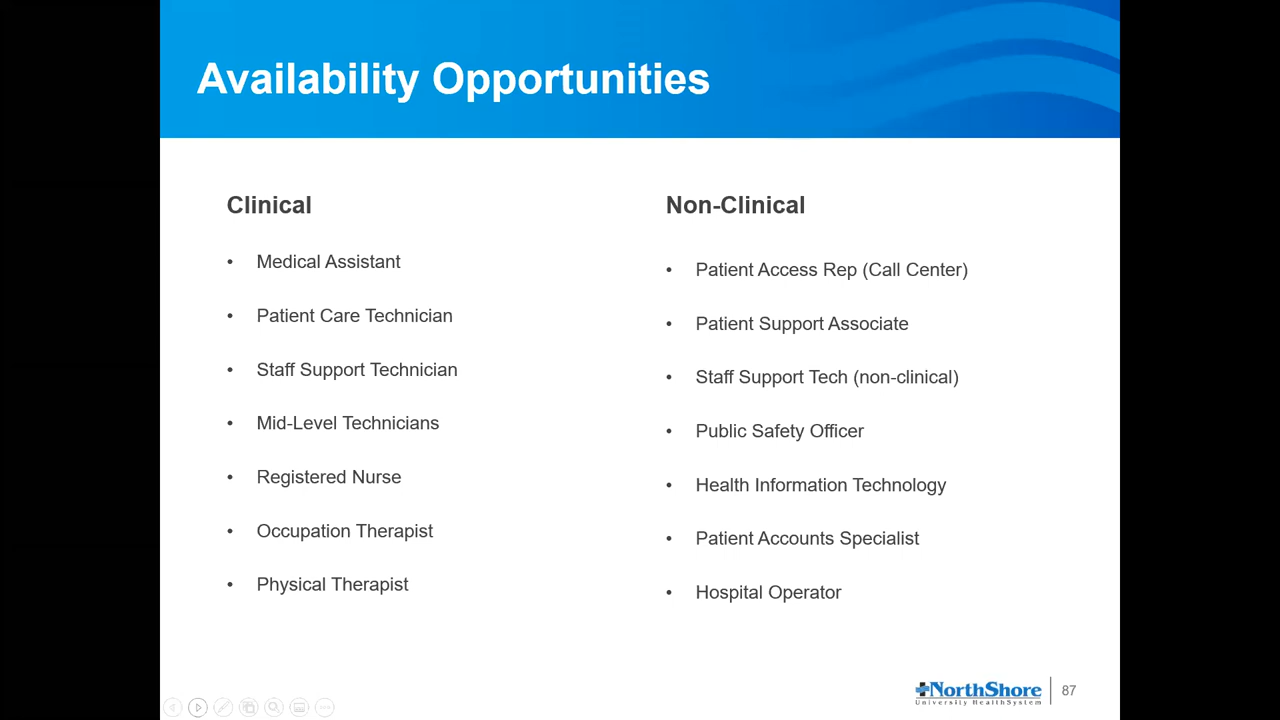 Availability Opportunities
Clinical
• Medical Assistant
• Patient Care Technician
• Staff Support Technician
• Mid-Level Technicians
• Registered Nurse
• Occupation Therapist
• Physical Therapist
Non-Clinical
• Patient Access Rep (Call Center)
• Patient Support Associate
• Staff Support Tech (non-clinical)
• Public Safety Officer
• Health Information Technology
• Patient Accounts Specialist
• Hospital Operator
NorthShore
University HealthSystem
87